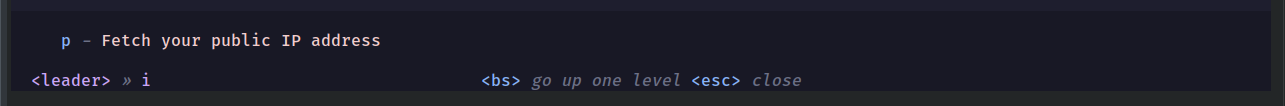 p - Fetch your public IP address
<leader> » i <bs> go up one level <esc> close